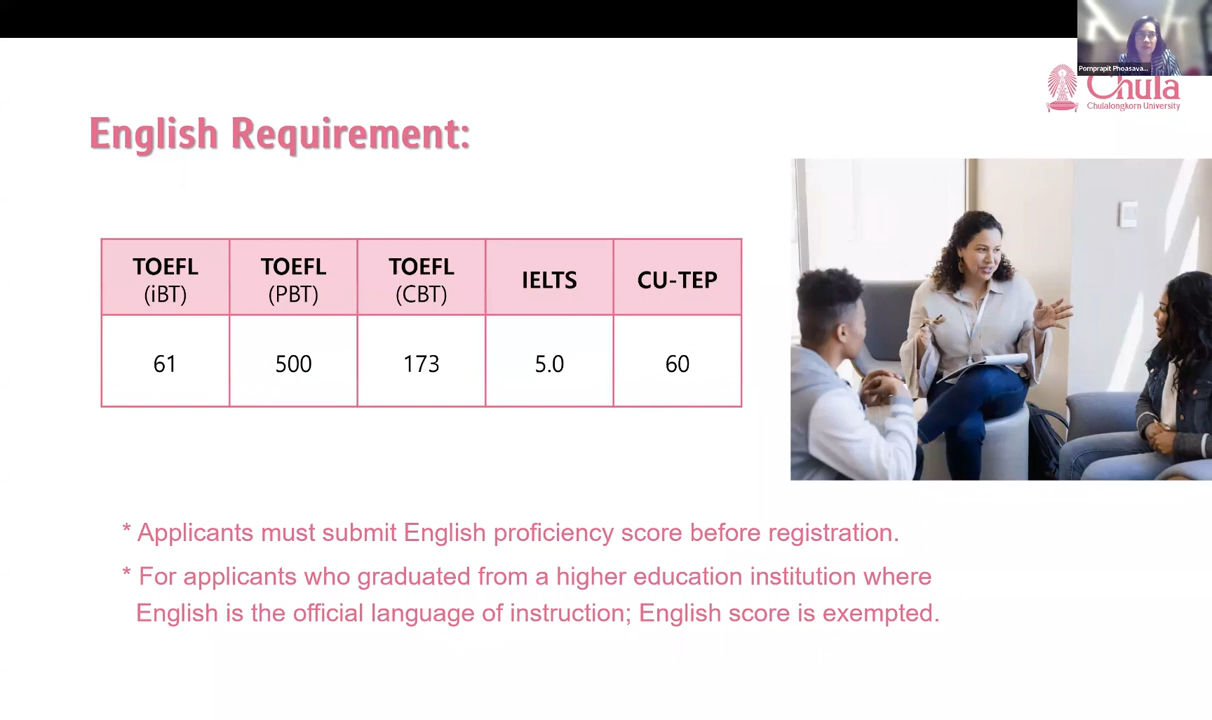 Pornprapit Phoasava...
Chula
Chulalongkorn University
English Requirement:
TOEFL (iBT) TOEFL (PBT) TOEFL (CBT) IELTS CU-TEP
61 500 173 5.0 60
* Applicants must submit English proficiency score before registration.
* For applicants who graduated from a higher education institution where
English is the official language of instruction; English score is exempted.